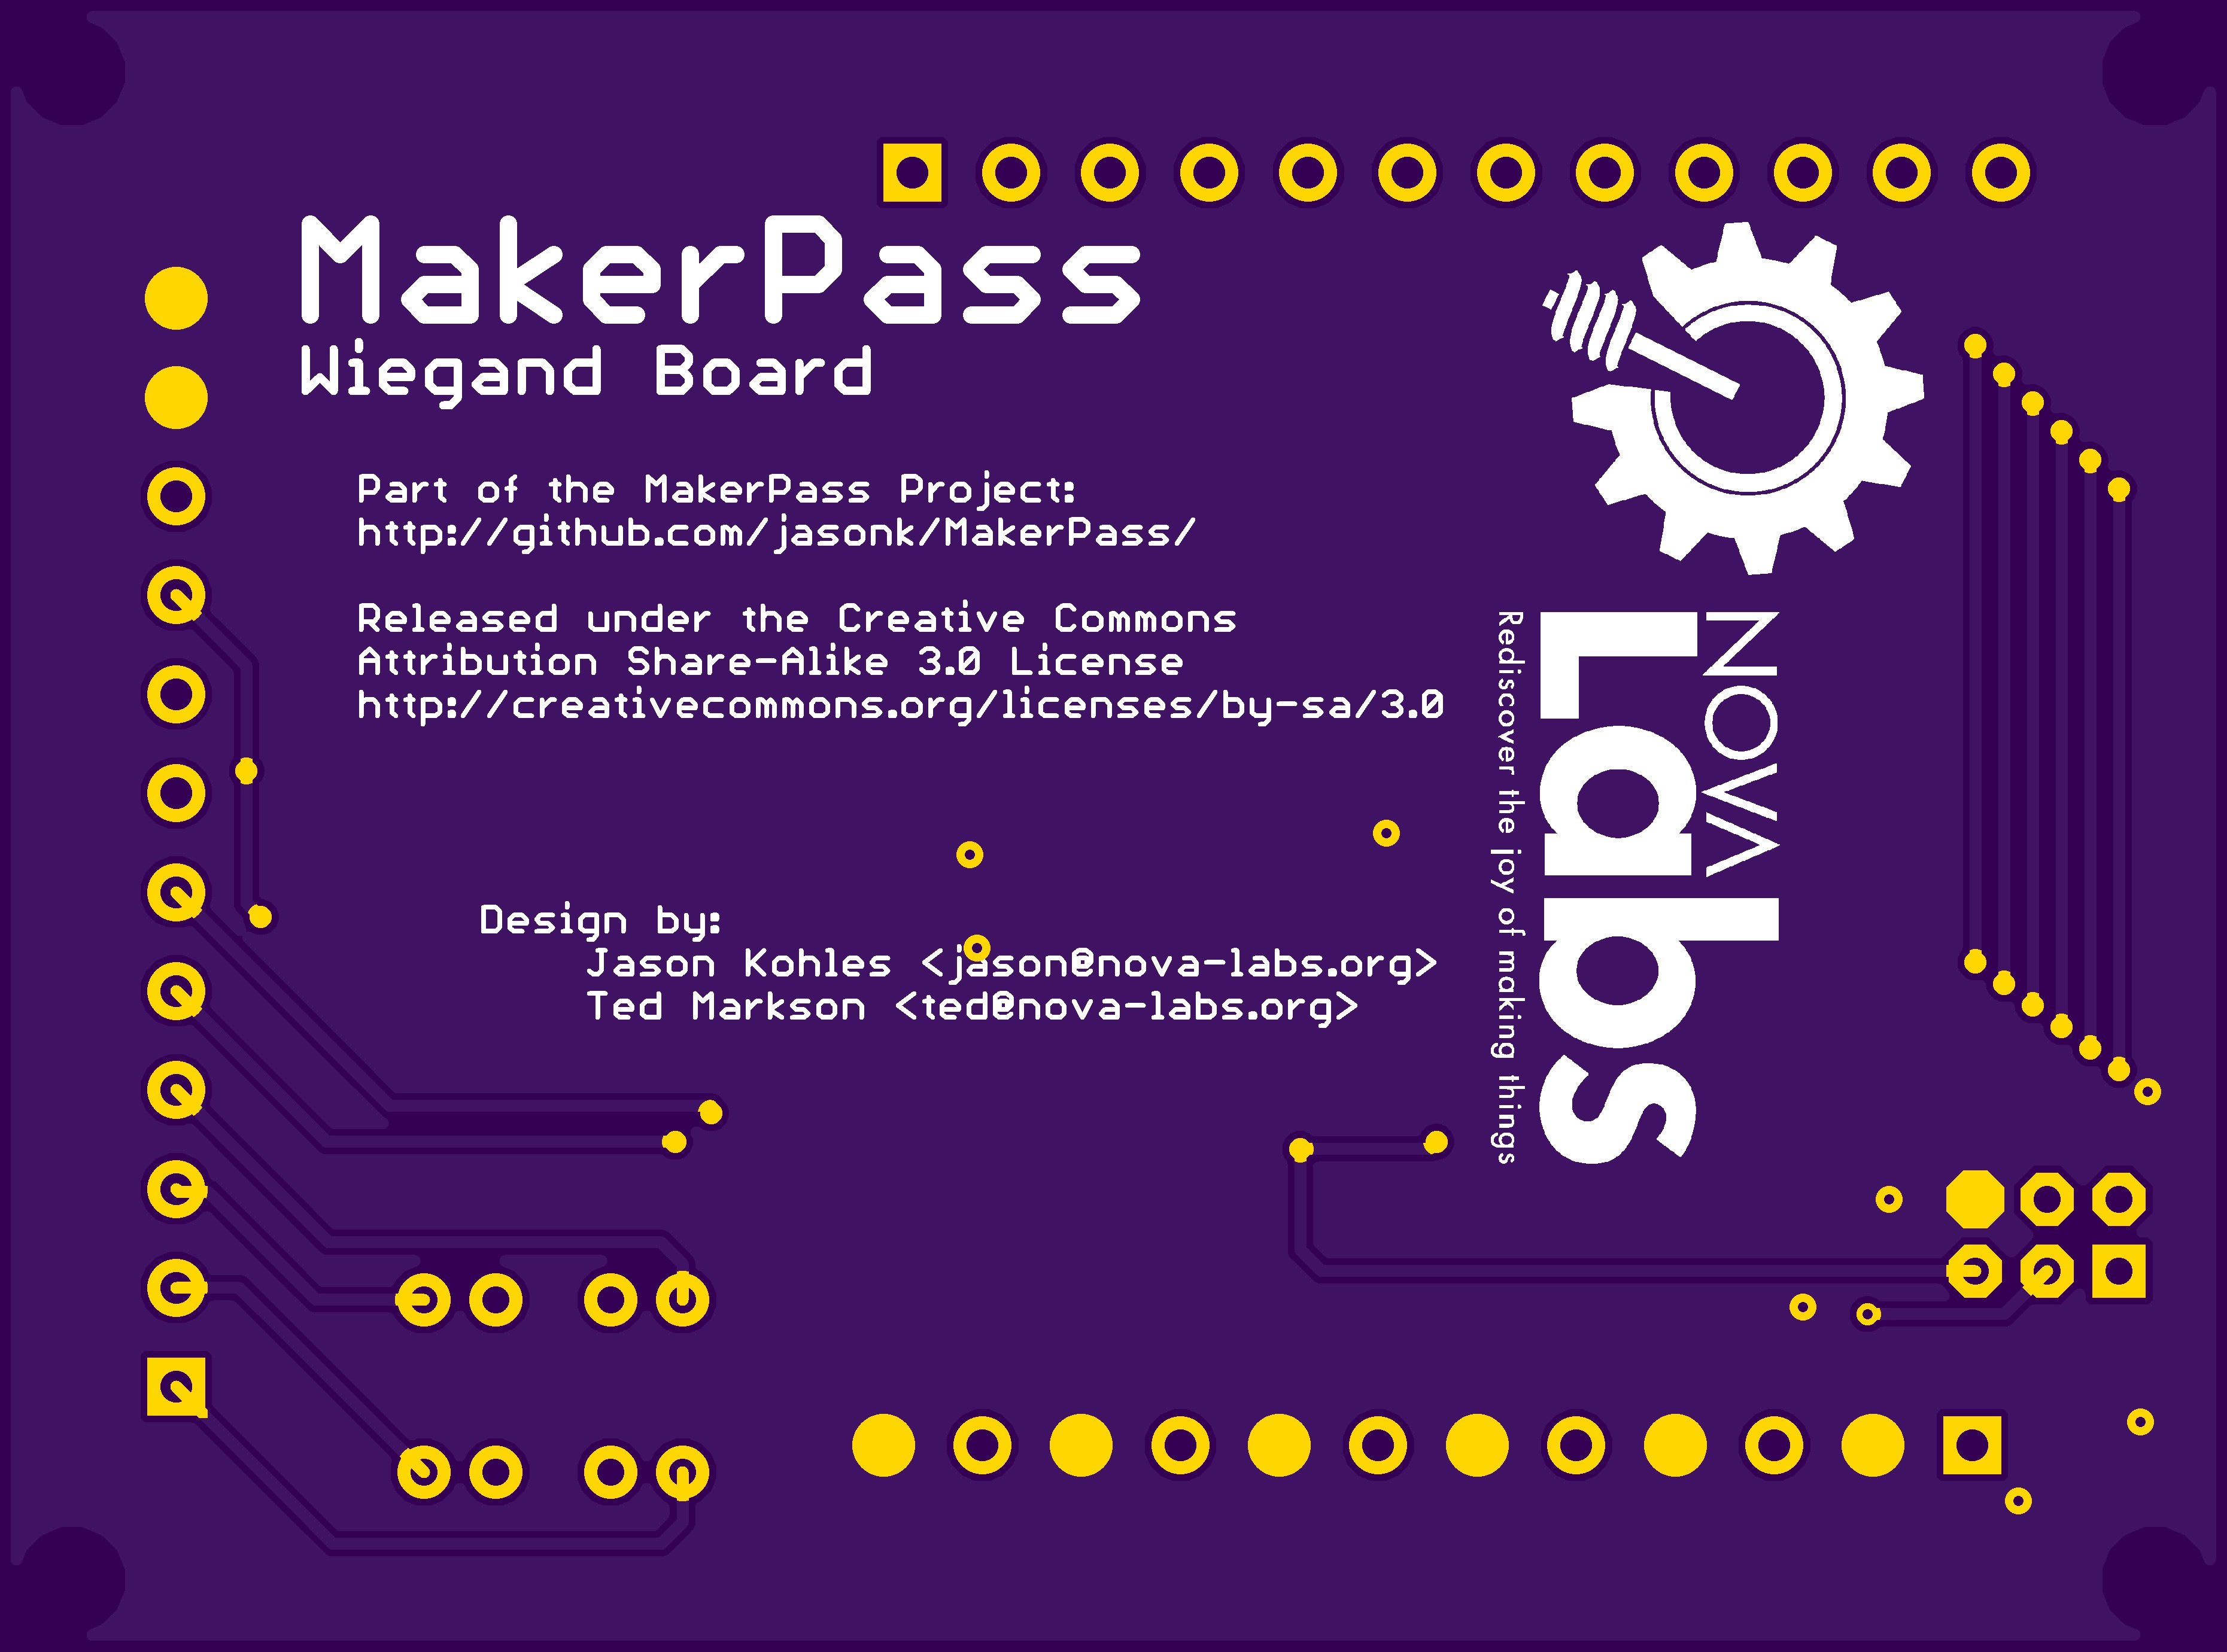 MakerPass
Wiegand Board
Part of the MakerPass Project:
http://github.com/jasonk/MakerPass/
Released under the Creative Commons
Attribution Share-Alike 3.0 License
http://creativecommons.org/licenses/by-sa/3.0
Design by:
Jason Kohles <jason@nova-labs.org>
Ted Markson <ted@nova-labs.org>
NOVA
Labs
Rediscover the joy of making things